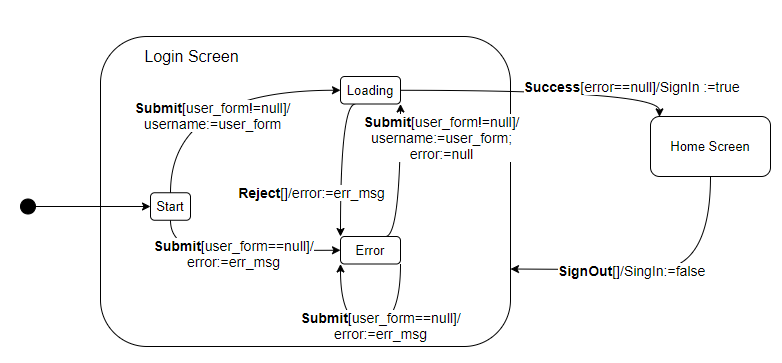 Login Screen
Loading
Submit[user_form!=null]/
username:=user_form
Success[error==null]/SignIn :=true
Submit[user_form!=null]/
username:=user_form;
error:=null
Home Screen
Reject[]/error:=err_msg
Start
Submit[user_form==null]/
error:=err_msg
Error
SignOut[]/SingIn:=false
Submit[user_form==null]/
error:=err_msg